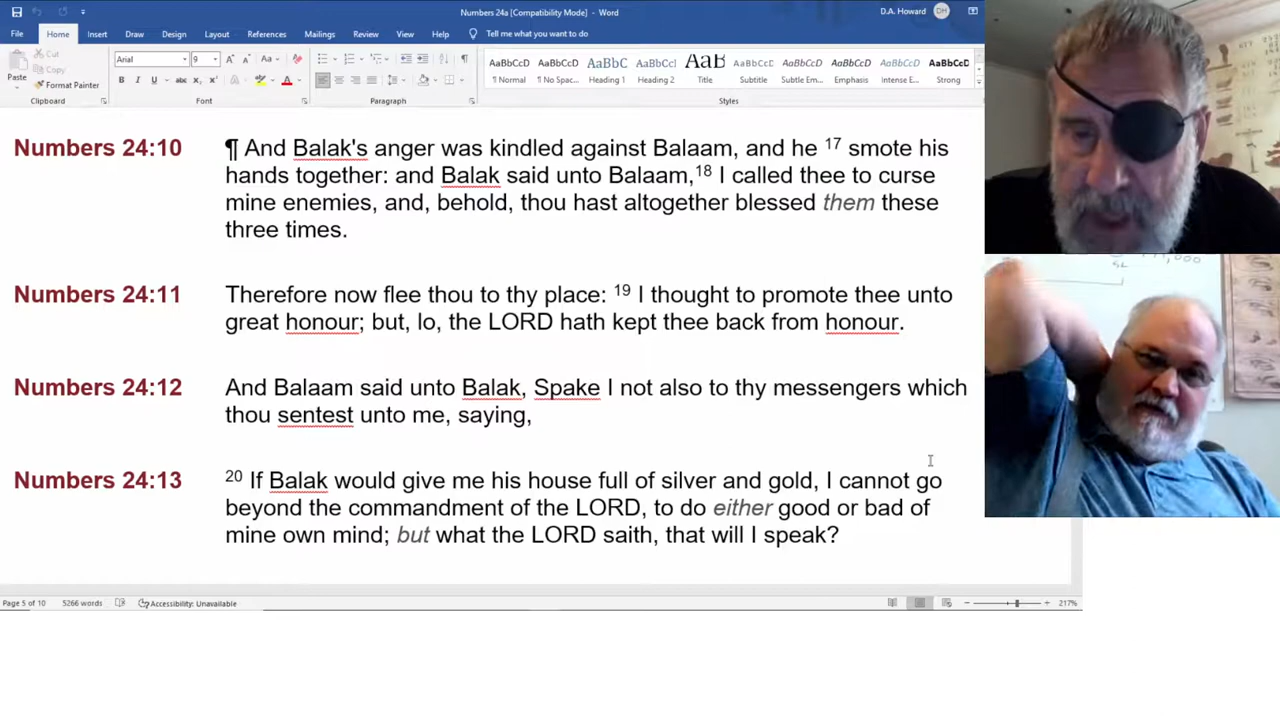 Numbers 24a [Compatibility Mode] - Word
D.A. Howard DH
File Home Insert Draw Design Layout References Mailings Review View Help Tell me what you want to do
Cut
Copy
Paste
Format Painter
Arial 9
AaBbCcD AaBbCcD AaBbC AaBbCcl AaB AaBbCcD AaBbCcD AaBbCcD AaBbCcD AaBbCcD
¶ Normal ¶ No Spac... Heading 1 Heading 2 Title Subtitle Subtle Em... Emphasis Intense E... Strong
Clipboard Font Paragraph Styles
Numbers 24:10 ¶ And Balak's anger was kindled against Balaam, and he 17 smote his
hands together: and Balak said unto Balaam,18 I called thee to curse
mine enemies, and, behold, thou hast altogether blessed them these
three times.
Numbers 24:11 Therefore now flee thou to thy place: 19 I thought to promote thee unto
great honour; but, lo, the LORD hath kept thee back from honour.
Numbers 24:12 And Balaam said unto Balak, Spake I not also to thy messengers which
thou sentest unto me, saying,
Numbers 24:13 20 If Balak would give me his house full of silver and gold, I cannot go
beyond the commandment of the LORD, to do either good or bad of
mine own mind; but what the LORD saith, that will I speak?
Page 5 of 10 5266 words Accessibility: Unavailable 217%